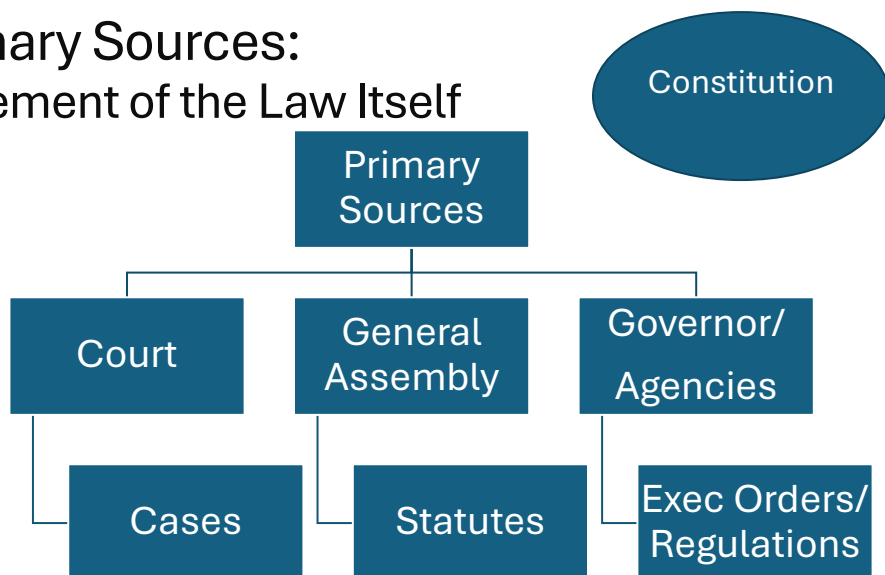 ary Sources:
ement of the Law Itself
Constitution
Primary
Sources
Court
General
Assembly
Governor/
Agencies
Cases
Statutes
Exec Orders/
Regulations